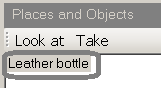 Places and Objects
Look at Take
Leather bottle